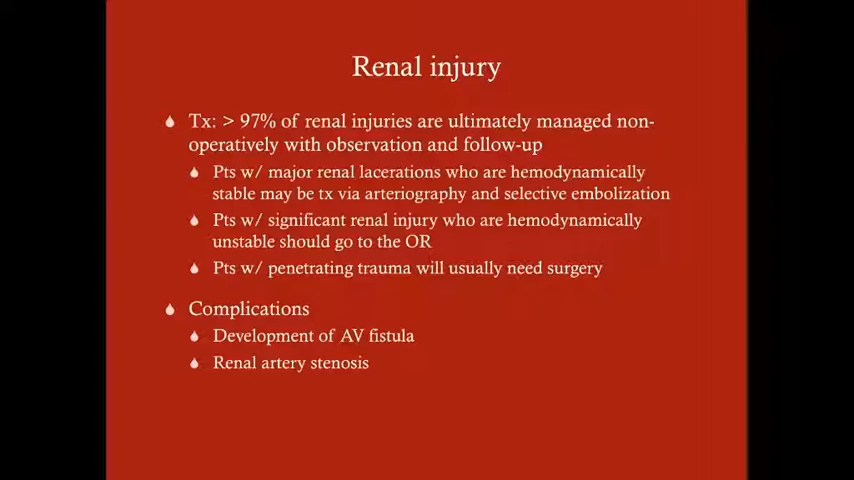 Renal injury
Tx: > 97% of renal injuries are ultimately managed non-
operatively with observation and follow-up
Pts w/ major renal lacerations who are hemodynamically
stable may be tx via arteriography and selective embolization
Pts w/ significant renal injury who are hemodynamically
unstable should go to the OR
Pts w/ penetrating trauma will usually need surgery
Complications
Development of AV fistula
Renal artery stenosis